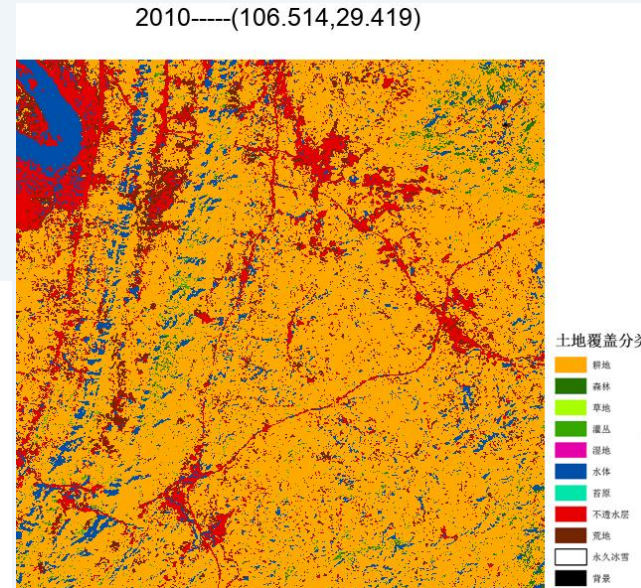 2010-----(106.514,29.419)
土地覆盖分类
耕地
森林
草地
灌丛
湿地
水体
苔原
不透水层
荒地
永久冰雪
背景